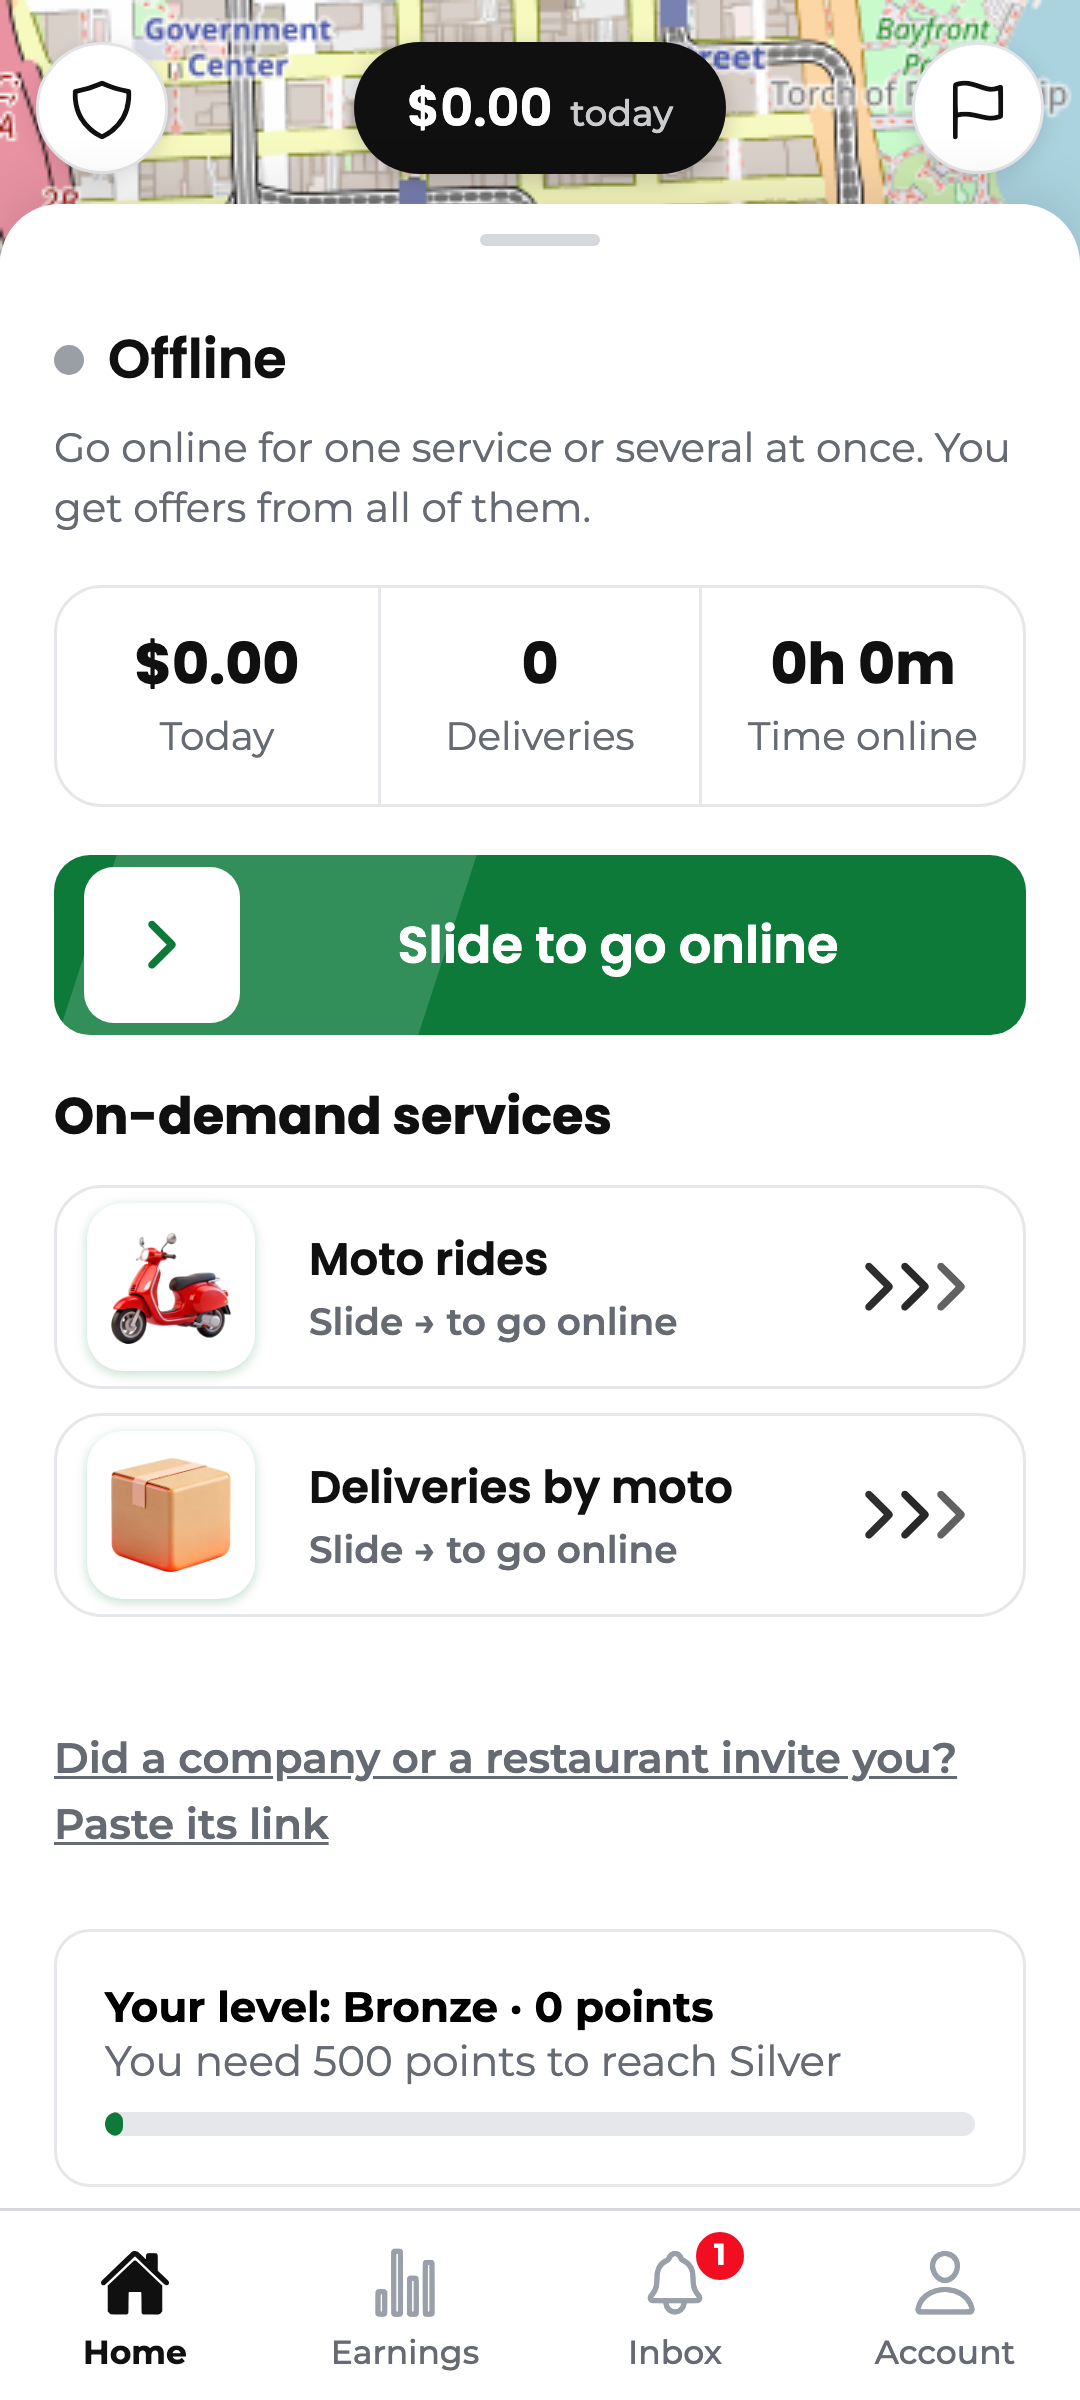 Government
Center
$0.00 today
reet
Bayfront
Torch of
ip
Offline
Go online for one service or several at once. You
get offers from all of them.
$0.00
Today
0
Deliveries
0h 0m
Time online
Slide to go online
On-demand services
Moto rides
Slide → to go online
Deliveries by moto
Slide → to go online
Did a company or a restaurant invite you?
Paste its link
Your level: Bronze · 0 points
You need 500 points to reach Silver
1
Home
Earnings
Inbox
Account